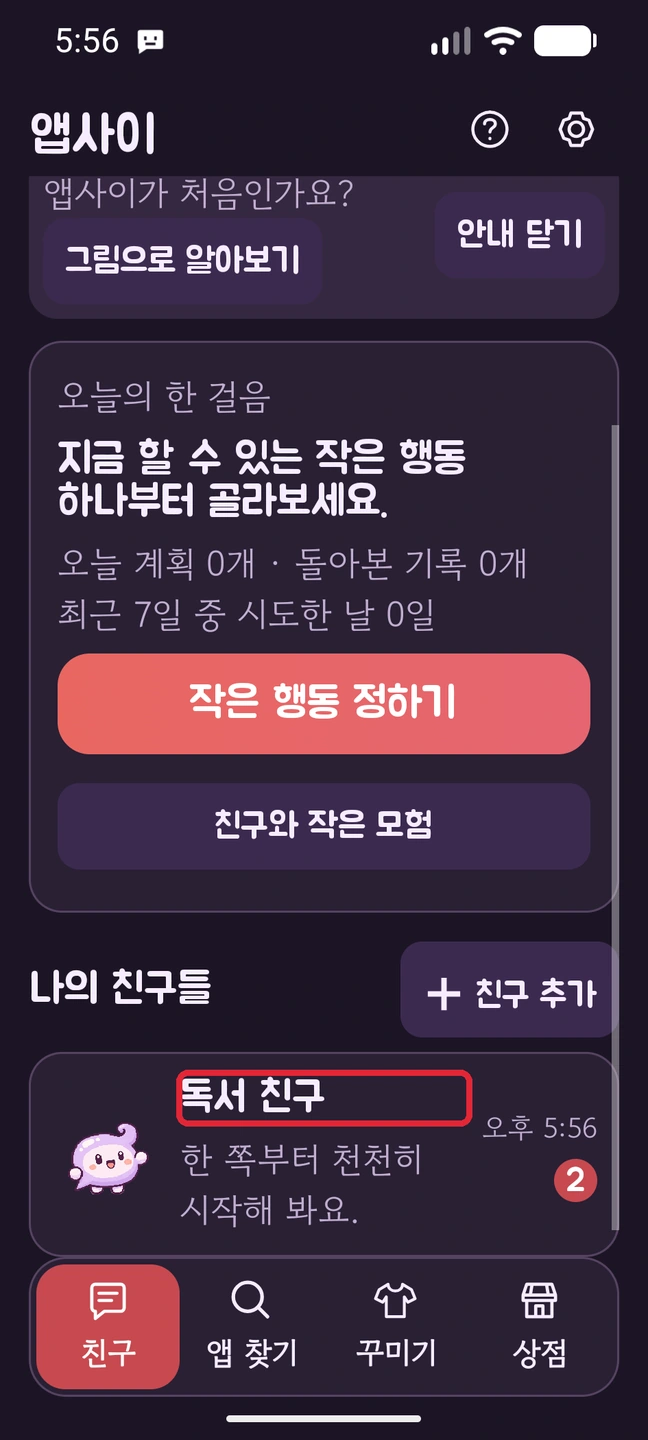 5:56
앱사이
앱사이가 처음인가요?
그림으로 알아보기
안내 닫기
오늘의 한 걸음
지금 할 수 있는 작은 행동
하나부터 골라보세요.
오늘 계획 0개 · 돌아본 기록 0개
최근 7일 중 시도한 날 0일
작은 행동 정하기
친구와 작은 모험
나의 친구들
+ 친구 추가
독서 친구
오후 5:56
한 쪽부터 천천히
시작해 봐요.
2
친구
앱 찾기
꾸미기
상점